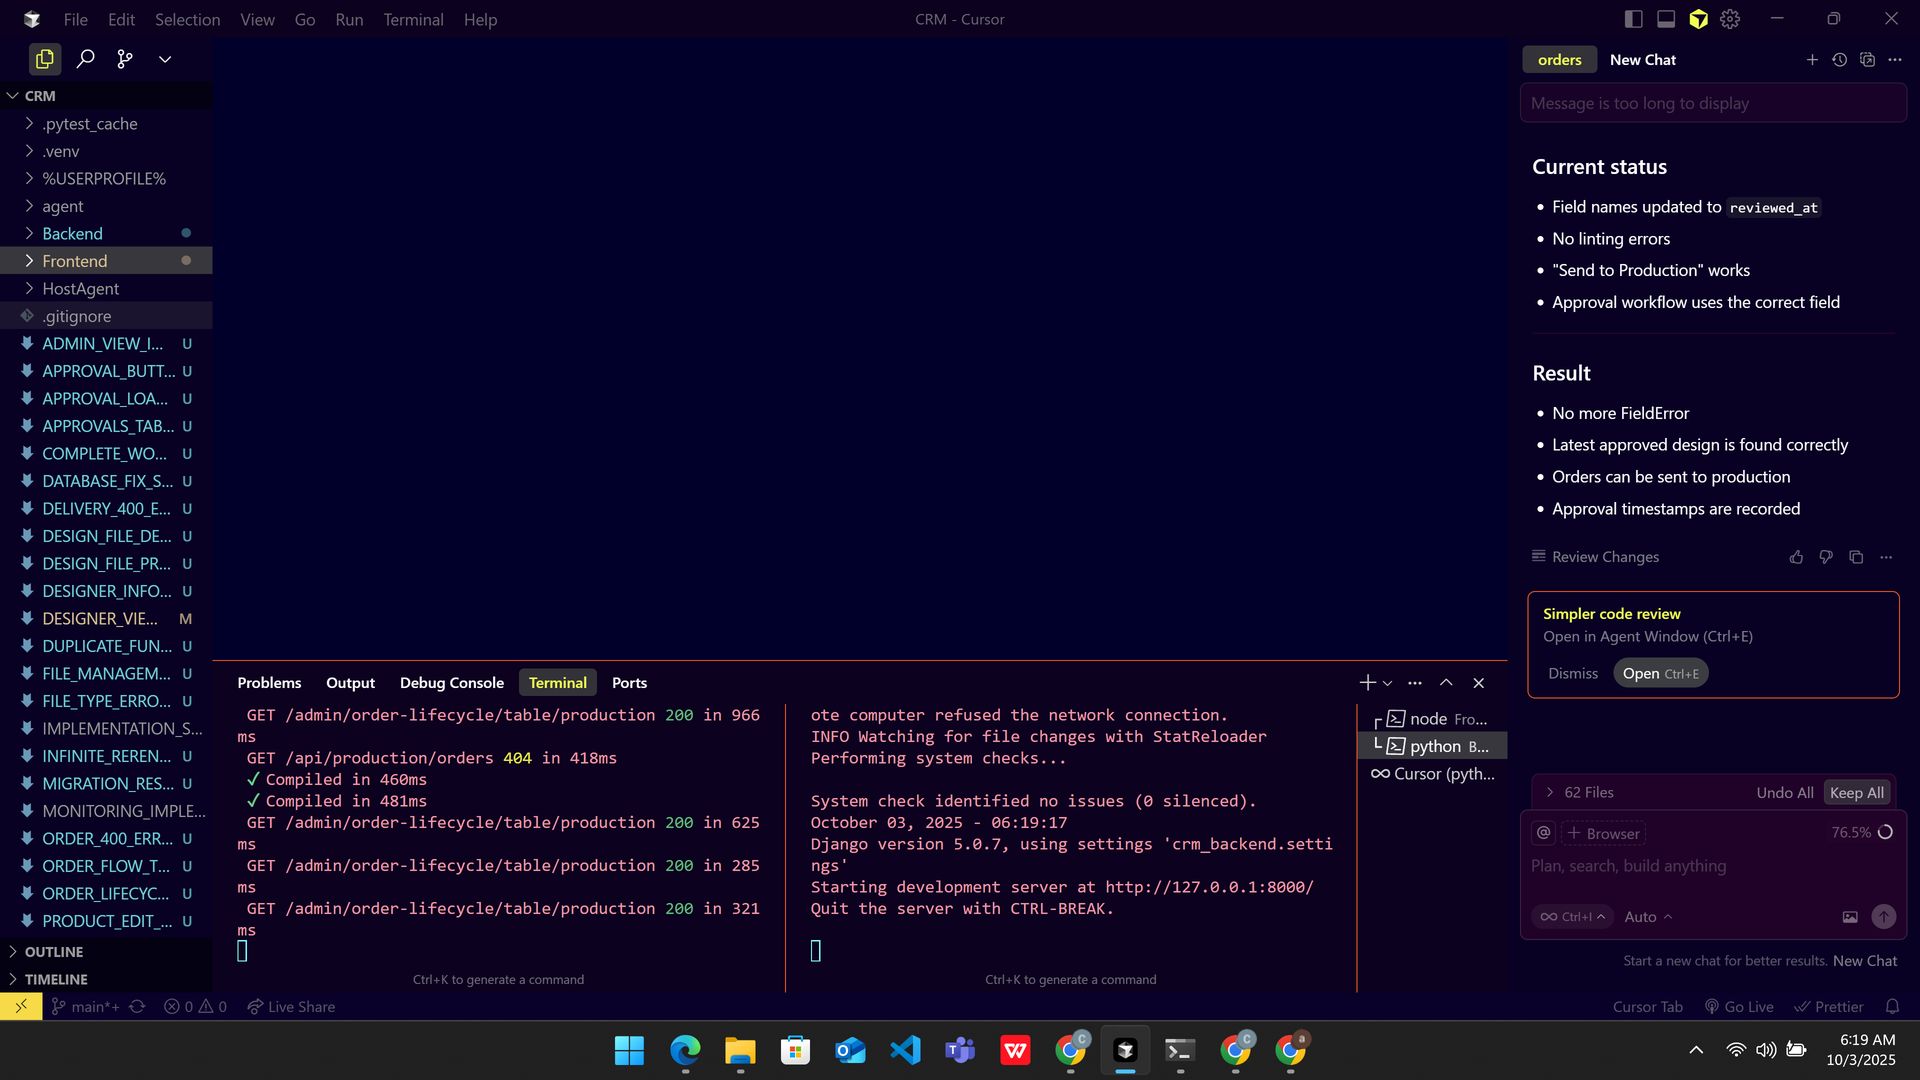 File Edit Selection View Go Run Terminal Help
CRM - Cursor
CRM
.pytest_cache
.venv
%USERPROFILE%
agent
Backend
Frontend
HostAgent
.gitignore
ADMIN_VIEW_I... U
APPROVAL_BUTT... U
APPROVAL_LOA... U
APPROVALS_TAB... U
COMPLETE_WO... U
DATABASE_FIX_S... U
DELIVERY_400_E... U
DESIGN_FILE_DE... U
DESIGN_FILE_PR... U
DESIGNER_INFO... U
DESIGNER_VIE... M
DUPLICATE_FUN... U
FILE_MANAGEM... U
FILE_TYPE_ERRO... U
IMPLEMENTATION_S...
INFINITE_REREN... U
MIGRATION_RES... U
MONITORING_IMPLE...
ORDER_400_ERR... U
ORDER_FLOW_T... U
ORDER_LIFECYC... U
PRODUCT_EDIT_... U
OUTLINE
TIMELINE
Problems Output Debug Console Terminal Ports
GET /admin/order-lifecycle/table/production 200 in 966
ms
GET /api/production/orders 404 in 418ms
✓ Compiled in 460ms
✓ Compiled in 481ms
GET /admin/order-lifecycle/table/production 200 in 625
ms
GET /admin/order-lifecycle/table/production 200 in 285
ms
GET /admin/order-lifecycle/table/production 200 in 321
ms
Ctrl+K to generate a command
ote computer refused the network connection.
INFO Watching for file changes with StatReloader
Performing system checks...
System check identified no issues (0 silenced).
October 03, 2025 - 06:19:17
Django version 5.0.7, using settings 'crm_backend.setti
ngs'
Starting development server at http://127.0.0.1:8000/
Quit the server with CTRL-BREAK.
Ctrl+K to generate a command
node Fro...
python B...
Cursor (pyth...
orders New Chat
Message is too long to display
Current status
• Field names updated to reviewed_at
• No linting errors
• "Send to Production" works
• Approval workflow uses the correct field
Result
• No more FieldError
• Latest approved design is found correctly
• Orders can be sent to production
• Approval timestamps are recorded
Review Changes
Simpler code review
Open in Agent Window (Ctrl+E)
Dismiss Open Ctrl+E
62 Files Undo All Keep All
@ + Browser 76.5%
Plan, search, build anything
Ctrl+I Auto
Start a new chat for better results. New Chat
main*+ 0 0 Live Share
Cursor Tab Go Live Prettier
6:19 AM
10/3/2025